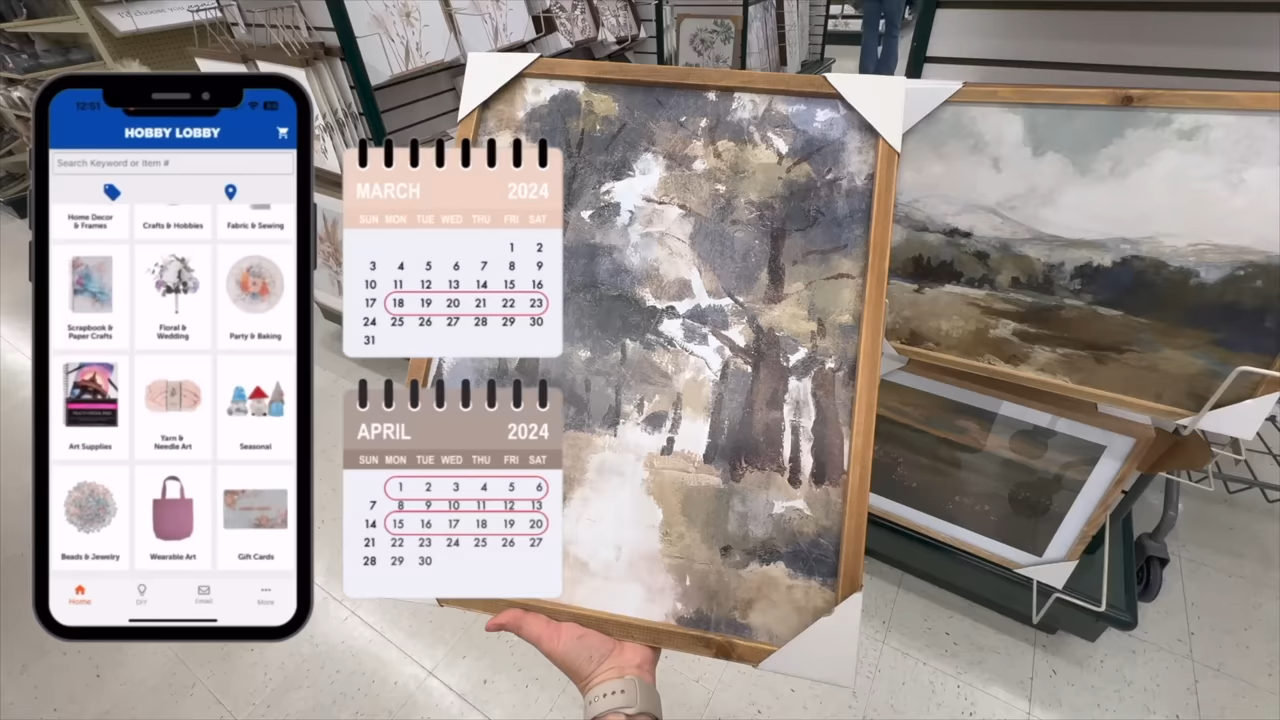 I'd choose you
12:51
HOBBY LOBBY
Search Keyword or Item #
Home Decor & Frames
Crafts & Hobbies
Fabric & Sewing
Scrapbook & Paper Crafts
Floral & Wedding
Party & Baking
Art Supplies
Yarn & Needle Art
Seasonal
Beads & Jewelry
Wearable Art
Gift Cards
Home
DIY
Email
More
MARCH 2024
SUN MON TUE WED THU FRI SAT
1 2
3 4 5 6 7 8 9
10 11 12 13 14 15 16
17 18 19 20 21 22 23
24 25 26 27 28 29 30
31
APRIL 2024
SUN MON TUE WED THU FRI SAT
1 2 3 4 5 6
7 8 9 10 11 12 13
14 15 16 17 18 19 20
21 22 23 24 25 26 27
28 29 30